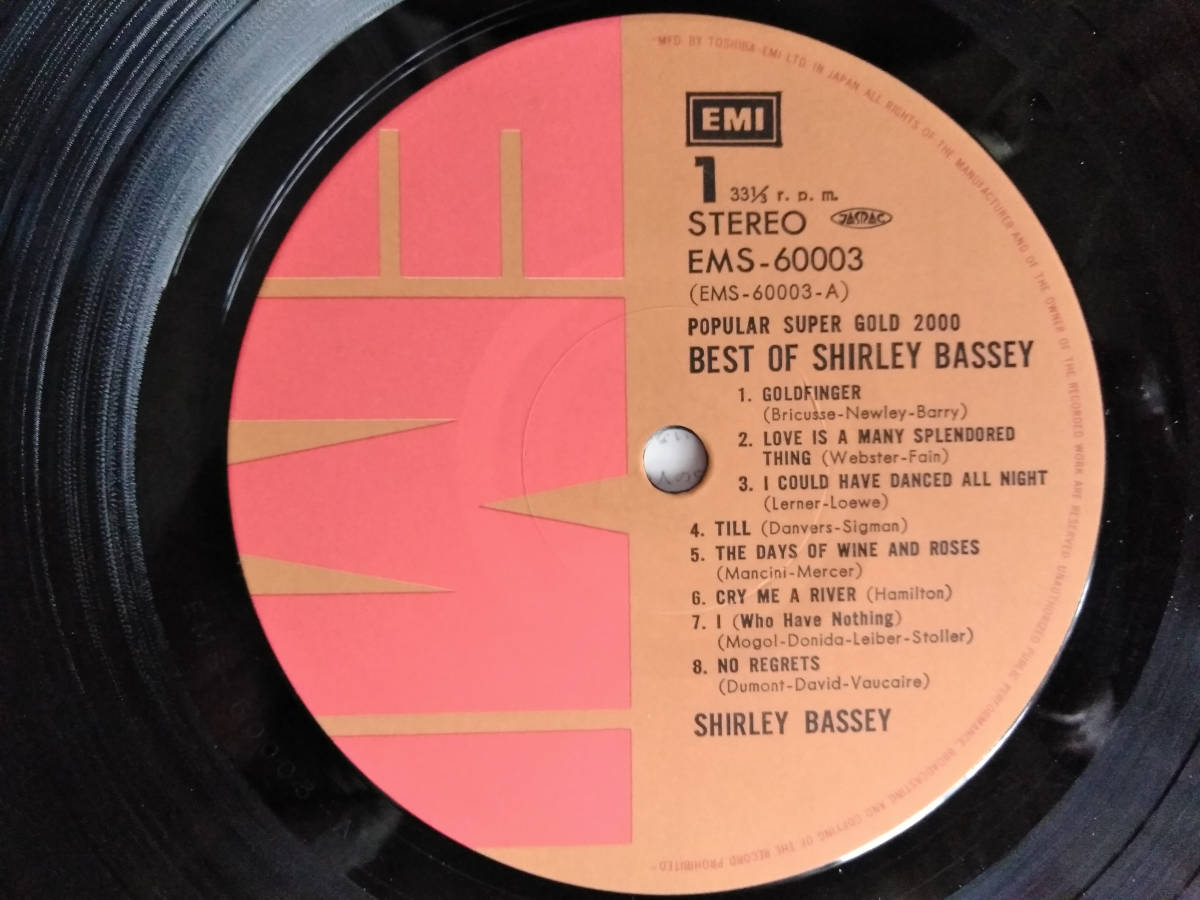 EMI
1 33⅓ r. p. m.
STEREO JASRAC
EMS-60003
(EMS-60003-A)
POPULAR SUPER GOLD 2000
BEST OF SHIRLEY BASSEY
1. GOLDFINGER
(Bricusse-Newley-Barry)
2. LOVE IS A MANY SPLENDORED
THING (Webster-Fain)
3. I COULD HAVE DANCED ALL NIGHT
(Lerner-Loewe)
4. TILL (Danvers-Sigman)
5. THE DAYS OF WINE AND ROSES
(Mancini-Mercer)
6. CRY ME A RIVER (Hamilton)
7. I (Who Have Nothing)
(Mogol-Donida-Leiber-Stoller)
8. NO REGRETS
(Dumont-David-Vaucaire)
SHIRLEY BASSEY
"MFD BY TOSHIBA-EMI LTD. IN JAPAN ALL RIGHTS OF THE MANUFACTURER AND OF THE OWNER OF THE RECORDED WORK ARE RESERVED UNAUTHORIZED PUBLIC PERFORMANCE BROADCASTING AND COPYING OF THE RECORD PROHIBITED"